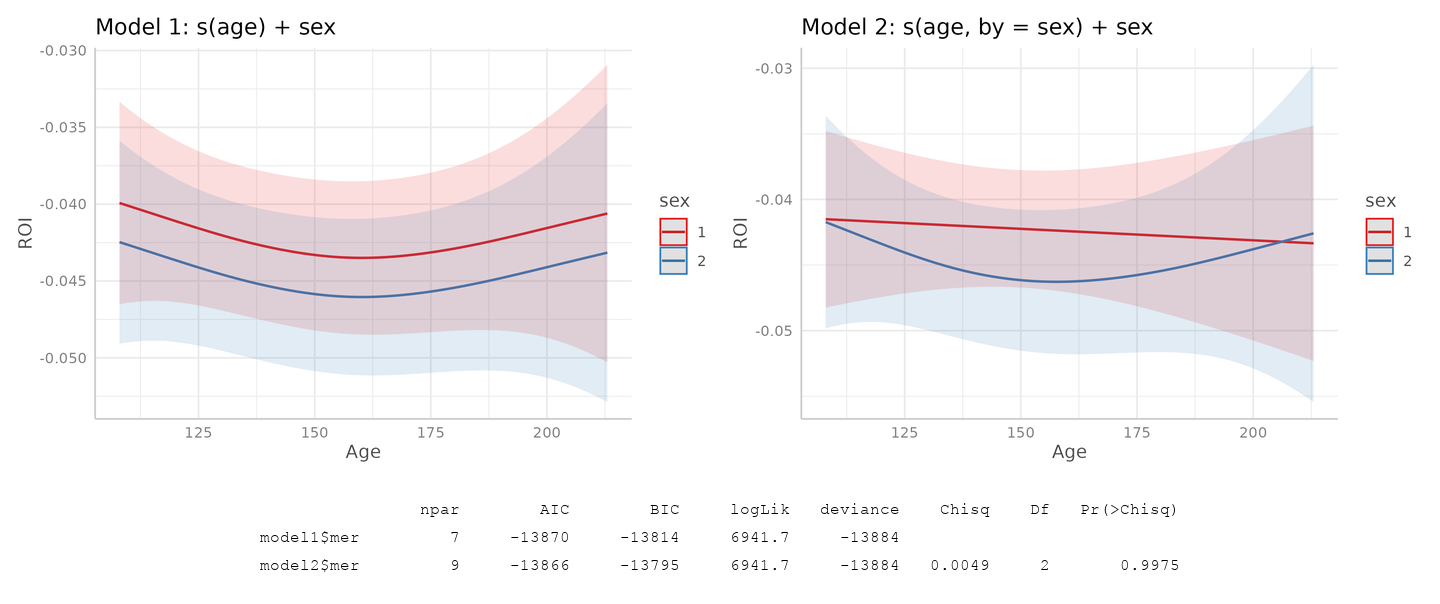 Model 1: s(age) + sex
-0.030
-0.035
-0.040
-0.045
-0.050
ROI
125 150 175 200
Age
sex
1
2
Model 2: s(age, by = sex) + sex
-0.03
-0.04
-0.05
ROI
125 150 175 200
Age
sex
1
2
npar AIC BIC logLik deviance Chisq Df Pr(>Chisq)
model1$mer 7 -13870 -13814 6941.7 -13884
model2$mer 9 -13866 -13795 6941.7 -13884 0.0049 2 0.9975